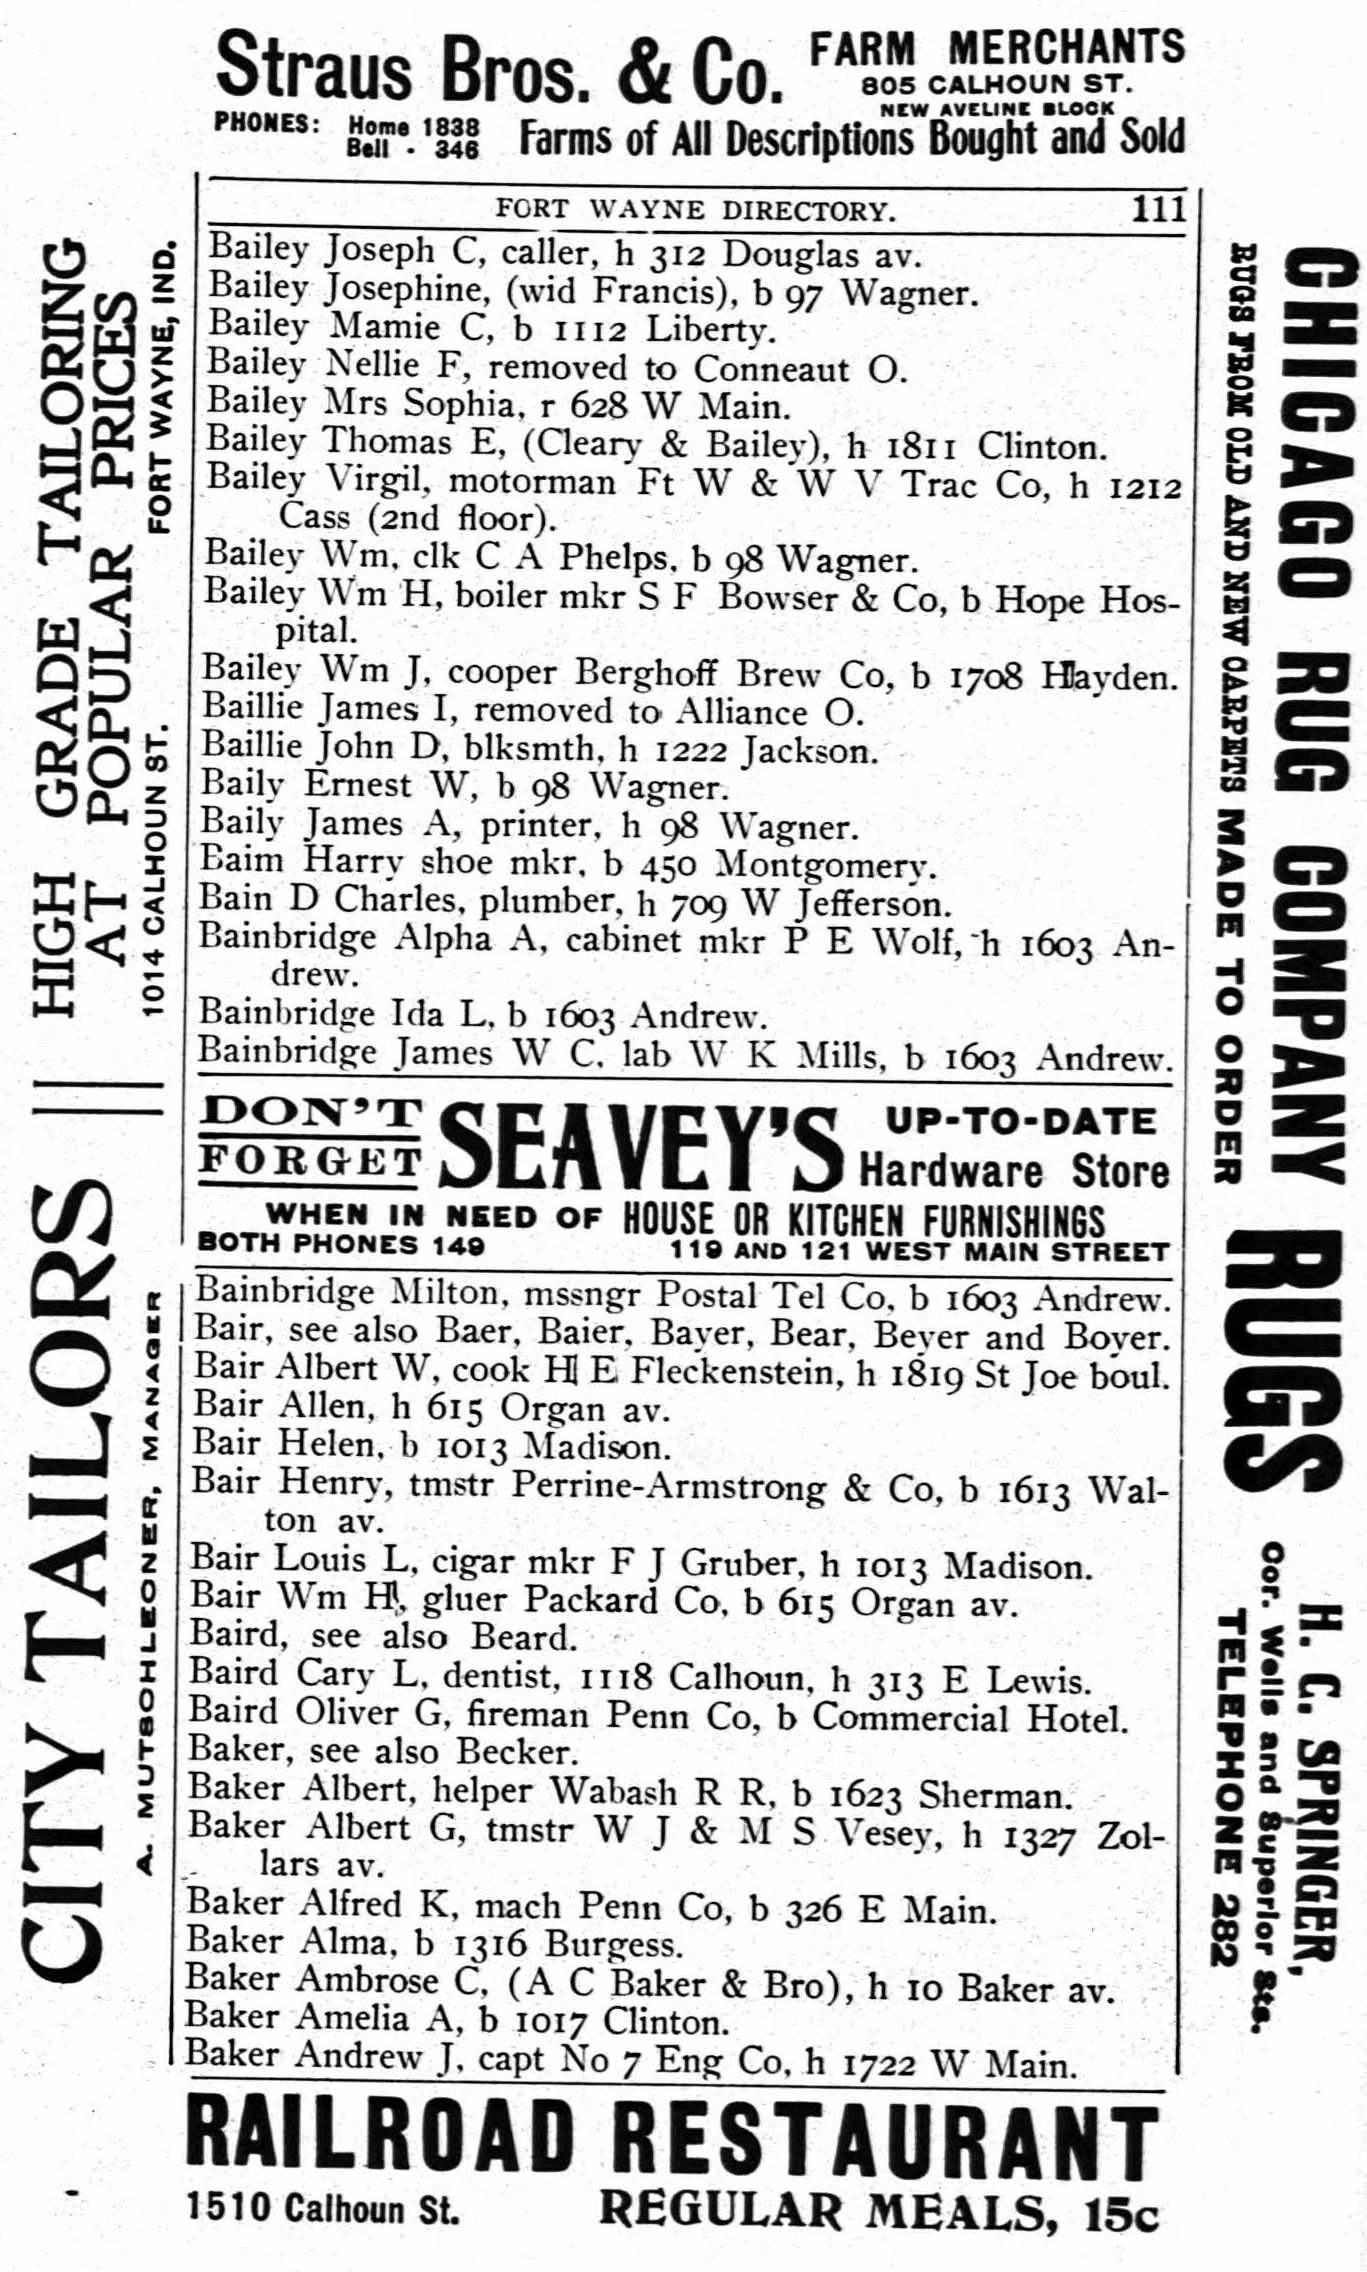 Straus Bros. & Co. FARM MERCHANTS
805 CALHOUN ST.
NEW AVELINE BLOCK
PHONES: Home 1838
Bell - 346
Farms of All Descriptions Bought and Sold
FORT WAYNE DIRECTORY. 111
Bailey Joseph C, caller, h 312 Douglas av.
Bailey Josephine, (wid Francis), b 97 Wagner.
Bailey Mamie C, b 1112 Liberty.
Bailey Nellie F, removed to Conneaut O.
Bailey Mrs Sophia, r 628 W Main.
Bailey Thomas E, (Cleary & Bailey), h 1811 Clinton.
Bailey Virgil, motorman Ft W & W V Trac Co, h 1212
Cass (2nd floor).
Bailey Wm, clk C A Phelps, b 98 Wagner.
Bailey Wm H, boiler mkr S F Bowser & Co, b Hope Hos-
pital.
Bailey Wm J, cooper Berghoff Brew Co, b 1708 Hayden.
Baillie James I, removed to Alliance O.
Baillie John D, blksmth, h 1222 Jackson.
Baily Ernest W, b 98 Wagner.
Baily James A, printer, h 98 Wagner.
Baim Harry shoe mkr, b 450 Montgomery.
Bain D Charles, plumber, h 709 W Jefferson.
Bainbridge Alpha A, cabinet mkr P E Wolf, h 1603 An-
drew.
Bainbridge Ida L, b 1603 Andrew.
Bainbridge James W C, lab W K Mills, b 1603 Andrew.
DON'T
FORGET
SEAVEY'S
UP-TO-DATE
Hardware Store
WHEN IN NEED OF HOUSE OR KITCHEN FURNISHINGS
BOTH PHONES 149 119 AND 121 WEST MAIN STREET
Bainbridge Milton, mssngr Postal Tel Co, b 1603 Andrew.
Bair, see also Baer, Baier, Bayer, Bear, Beyer and Boyer.
Bair Albert W, cook H E Fleckenstein, h 1819 St Joe boul.
Bair Allen, h 615 Organ av.
Bair Helen, b 1013 Madison.
Bair Henry, tmstr Perrine-Armstrong & Co, b 1613 Wal-
ton av.
Bair Louis L, cigar mkr F J Gruber, h 1013 Madison.
Bair Wm H, gluer Packard Co, b 615 Organ av.
Baird, see also Beard.
Baird Cary L, dentist, 1118 Calhoun, h 313 E Lewis.
Baird Oliver G, fireman Penn Co, b Commercial Hotel.
Baker, see also Becker.
Baker Albert, helper Wabash R R, b 1623 Sherman.
Baker Albert G, tmstr W J & M S Vesey, h 1327 Zol-
lars av.
Baker Alfred K, mach Penn Co, b 326 E Main.
Baker Alma, b 1316 Burgess.
Baker Ambrose C, (A C Baker & Bro), h 10 Baker av.
Baker Amelia A, b 1017 Clinton.
Baker Andrew J, capt No 7 Eng Co, h 1722 W Main.
RAILROAD RESTAURANT
1510 Calhoun St. REGULAR MEALS, 15c
CITY TAILORS
A. MUTSCHLEONER, MANAGER
HIGH GRADE TAILORING
AT POPULAR PRICES
1014 CALHOUN ST. FORT WAYNE, IND.
CHICAGO RUG COMPANY
RUGS FROM OLD AND NEW CARPETS MADE TO ORDER
RUGS
H. C. SPRINGER,
Cor. Wells and Superior Sts.
TELEPHONE 282